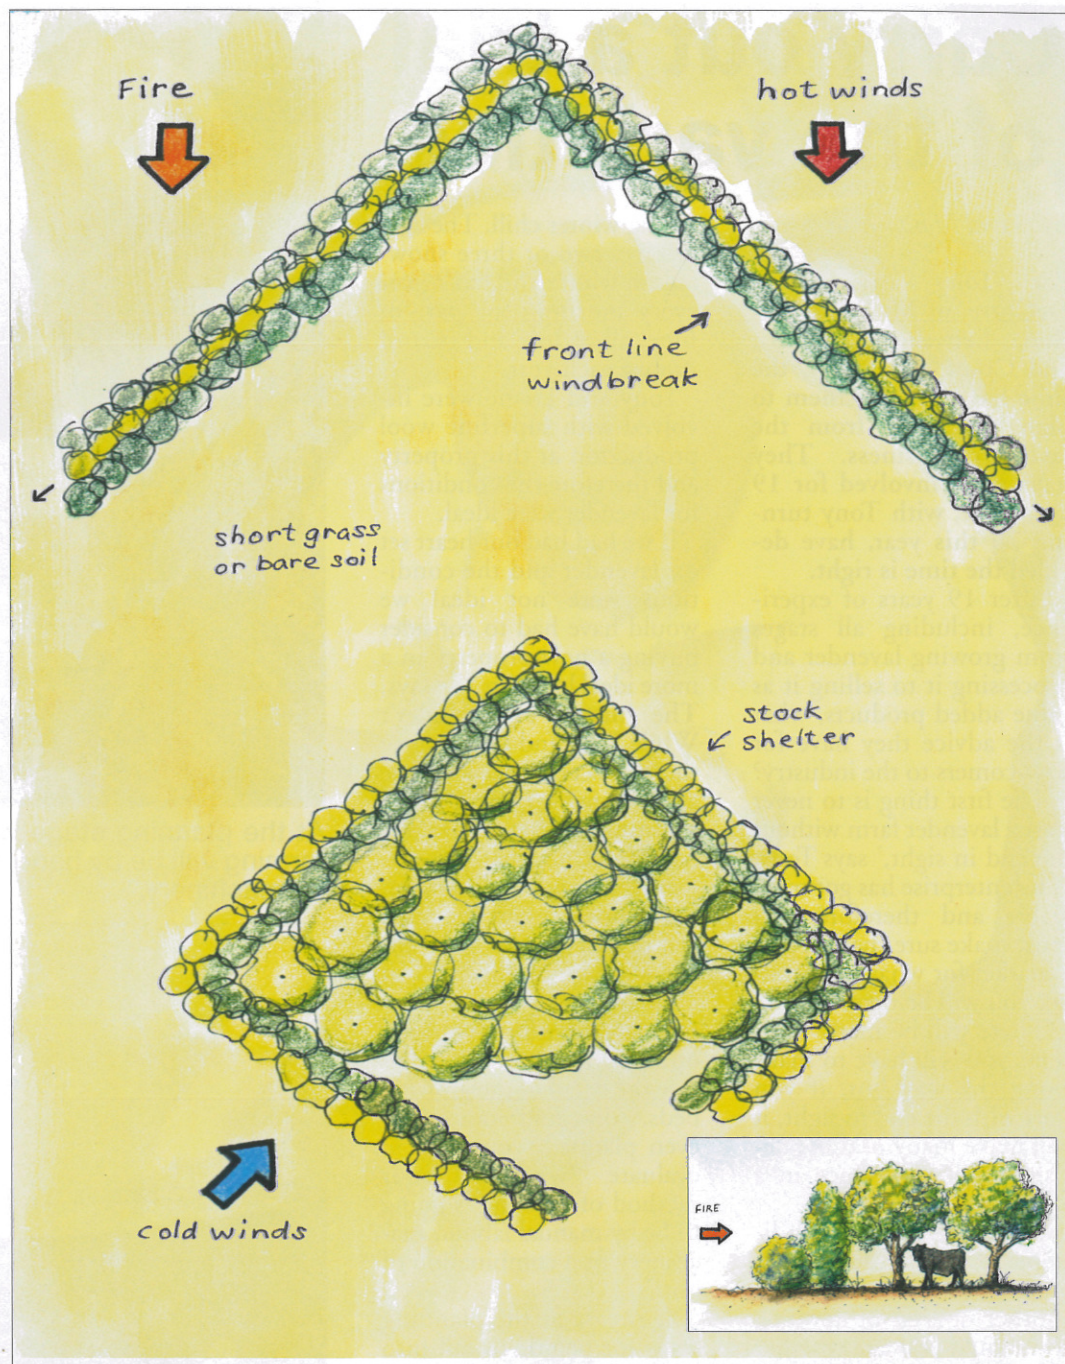 Fire
hot winds
front line
windbreak
short grass
or bare soil
stock
shelter
cold winds
FIRE